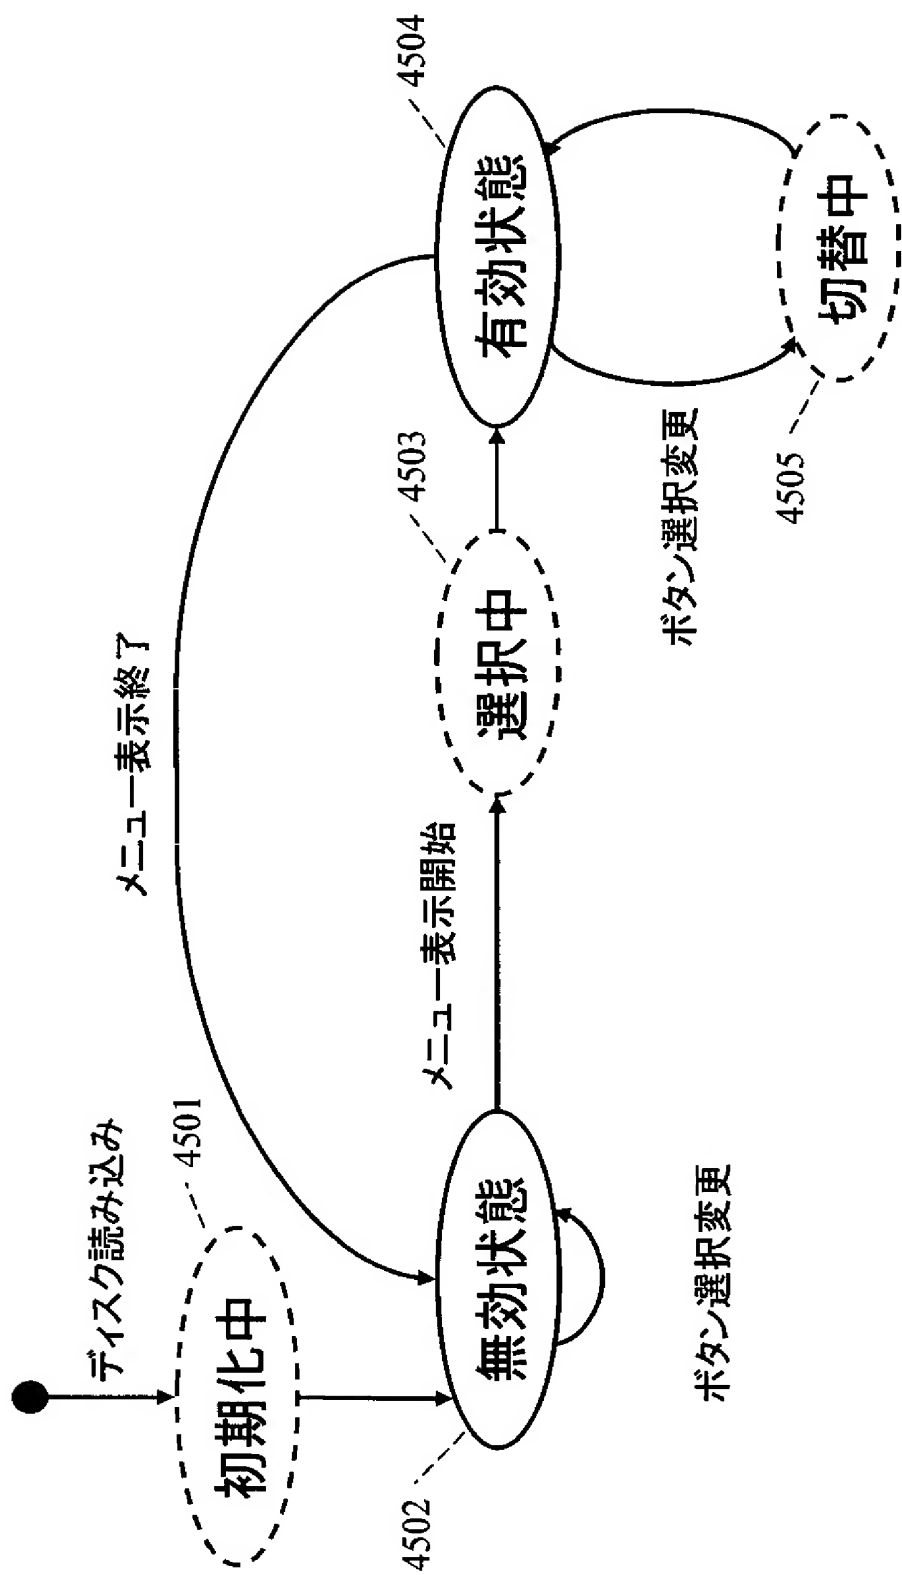 ディスク読み込み
初期化中
4501
メニュー表示終了
4502
無効状態
ボタン選択変更
メニュー表示開始
選択中
4503
有効状態
4504
ボタン選択変更
切替中
4505